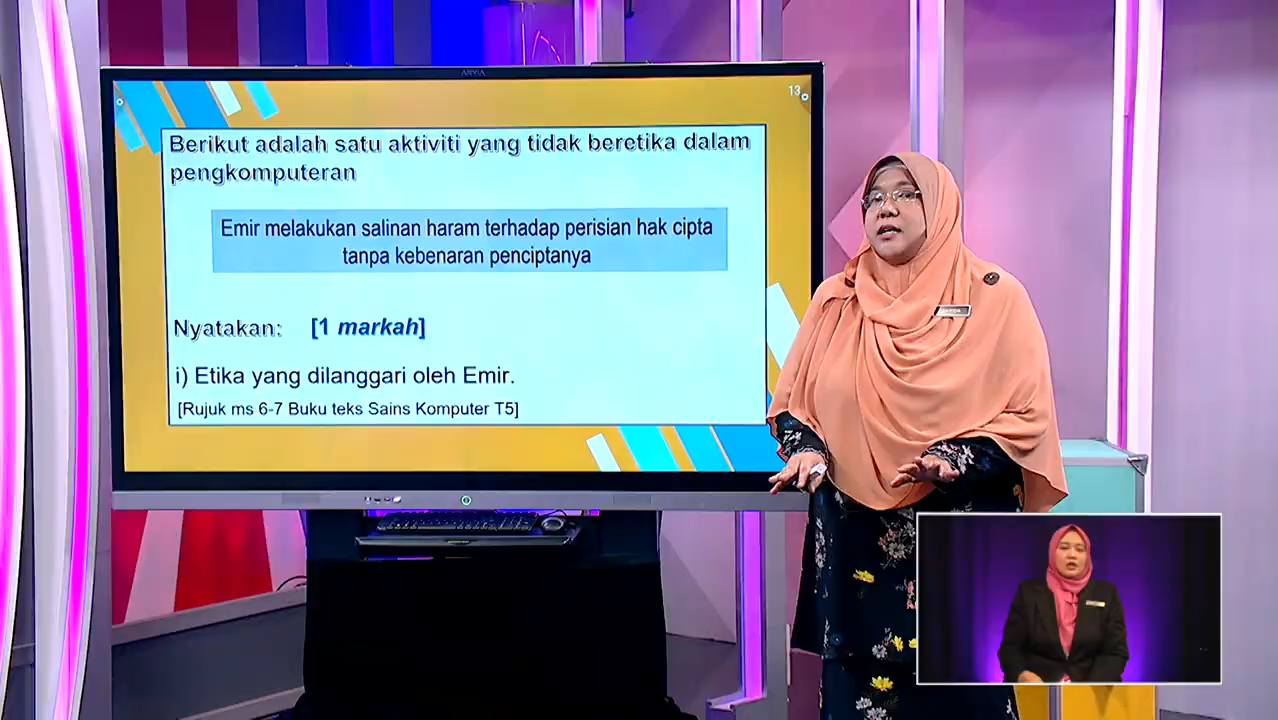 ARVIA
13
Berikut adalah satu aktiviti yang tidak beretika dalam
pengkomputeran
Emir melakukan salinan haram terhadap perisian hak cipta
tanpa kebenaran penciptanya
Nyatakan: [1 markah]
i) Etika yang dilanggari oleh Emir.
[Rujuk ms 6-7 Buku teks Sains Komputer T5]